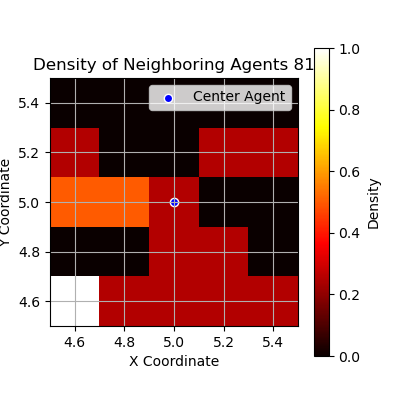 Density of Neighboring Agents 81
Center Agent
5.4
5.2
5.0
4.8
4.6
Y Coordinate
4.6 4.8 5.0 5.2 5.4
X Coordinate
1.0
0.8
0.6
0.4
0.2
0.0
Density